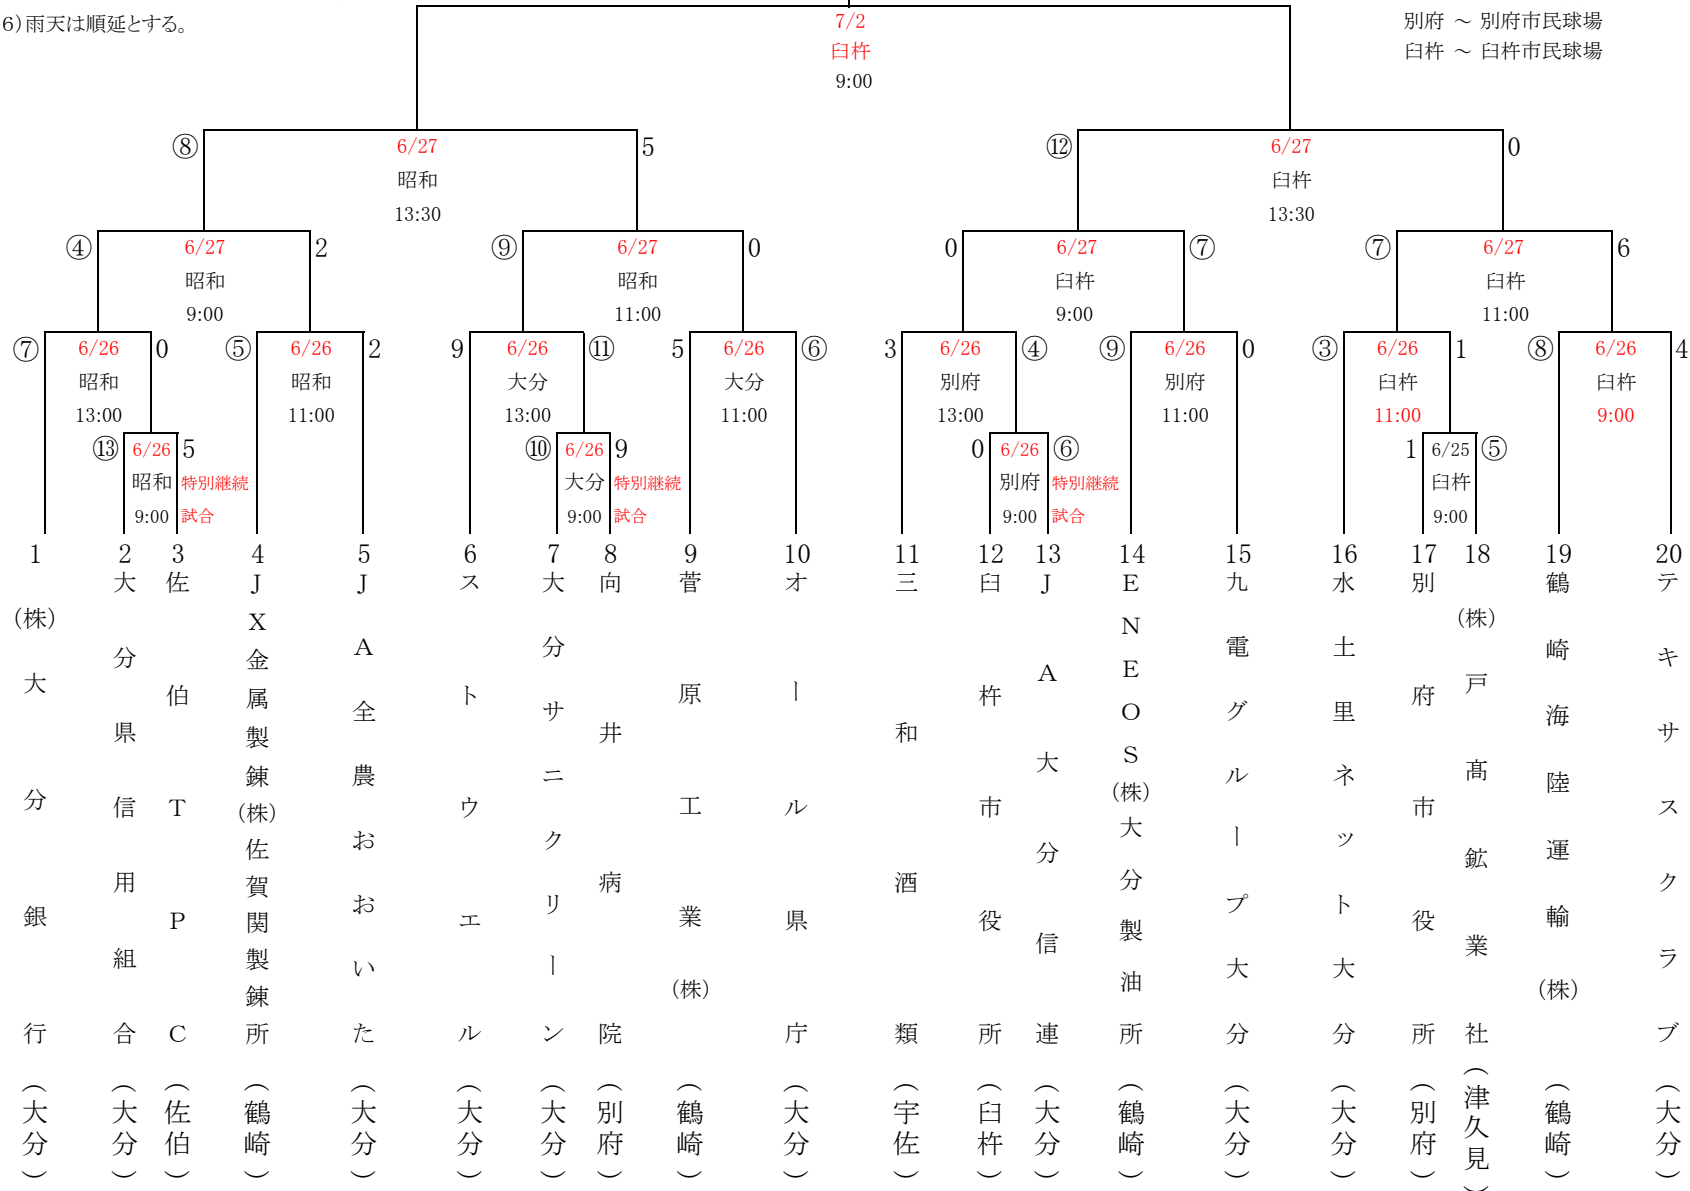 6)雨天は順延とする。
7/2
臼杵
9:00
別府 ～ 別府市民球場
臼杵 ～ 臼杵市民球場
⑧ 6/27 5
昭和
13:30
⑫ 6/27 0
臼杵
13:30
④ 6/27 2
昭和
9:00
⑨ 6/27 0
昭和
11:00
0 6/27 ⑦
臼杵
9:00
⑦ 6/27 6
臼杵
11:00
⑦ 6/26 0
昭和
13:00
⑤ 6/26 2
昭和
11:00
9 6/26 ⑪
大分
13:00
5 6/26 ⑥
大分
11:00
3 6/26 ④
別府
13:00
⑨ 6/26 0
別府
11:00
③ 6/26 1
臼杵
11:00
⑧ 6/26 4
臼杵
9:00
⑬ 6/26 5
昭和 特別継続
9:00 試合
⑩ 6/26 9
大分 特別継続
9:00 試合
0 6/26 ⑥
別府 特別継続
9:00 試合
1 6/25 ⑤
臼杵
9:00
1 (株)大分銀行(大分)
2 大分県信用組合(大分)
3 佐伯TPC(佐伯)
4 JX金属製錬(株)佐賀関製錬所(鶴崎)
5 JA全農おおいた(大分)
6 ストウエル(大分)
7 大分サニクリーン(大分)
8 向井病院(別府)
9 菅原工業(株)(鶴崎)
10 オール県庁(大分)
11 三和酒類(宇佐)
12 臼杵市役所(臼杵)
13 JA大分信連(大分)
14 ENEOS(株)大分製油所(鶴崎)
15 九電グループ大分(大分)
16 水土里ネット大分(大分)
17 別府市役所(別府)
18 (株)戸髙鉱業社(津久見)
19 鶴崎海陸運輸(株)(鶴崎)
20 テキサスクラブ(大分)